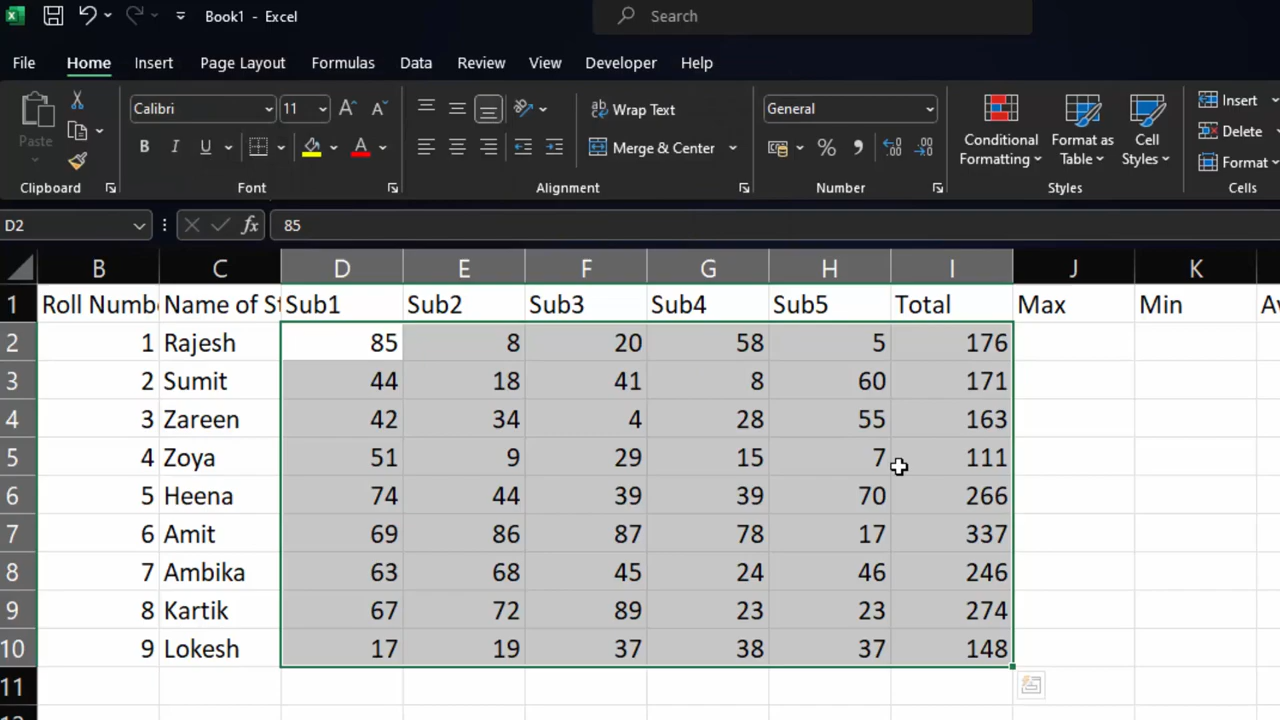 Book1 - Excel
Search
File Home Insert Page Layout Formulas Data Review View Developer Help
Calibri 11 A A Wrap Text General Insert
Paste Conditional Formatting Format as Table Cell Styles Delete
B I U A Merge & Center % Format
Clipboard Font Alignment Number Styles Cells
D2 fx 85
B C D E F G H I J K
1 Roll Numbe Name of St Sub1 Sub2 Sub3 Sub4 Sub5 Total Max Min Av
2 1 Rajesh 85 8 20 58 5 176
3 2 Sumit 44 18 41 8 60 171
4 3 Zareen 42 34 4 28 55 163
5 4 Zoya 51 9 29 15 7 111
6 5 Heena 74 44 39 39 70 266
7 6 Amit 69 86 87 78 17 337
8 7 Ambika 63 68 45 24 46 246
9 8 Kartik 67 72 89 23 23 274
10 9 Lokesh 17 19 37 38 37 148
11